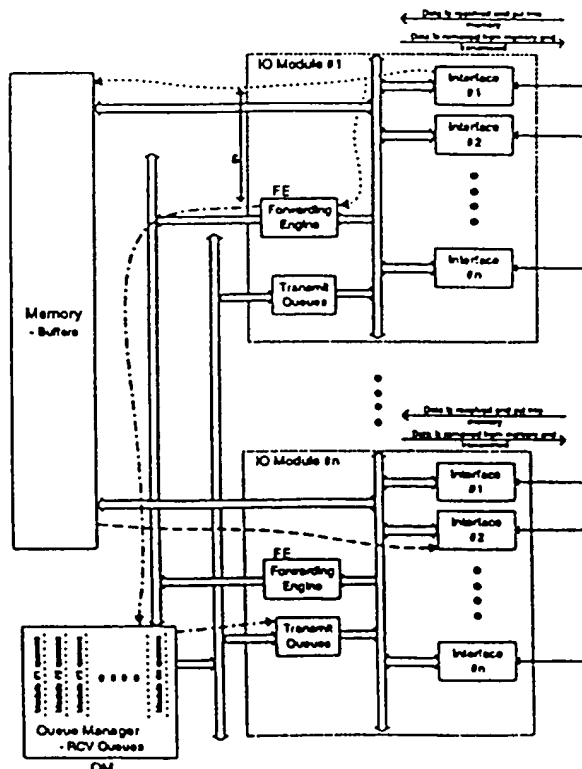 Data is received and put into
memory
Data is removed from memory and
transmitted
IO Module #1
Interface
#1
Interface
#2
FE
Forwarding
Engine
Interface
#n
Transmit
Queues
Memory
- Buffers
Data is received and put into
memory
Data is removed from memory and
transmitted
IO Module #n
Interface
#1
Interface
#2
FE
Forwarding
Engine
Transmit
Queues
Interface
#n
Queue Manager
- RCV Queues
QM